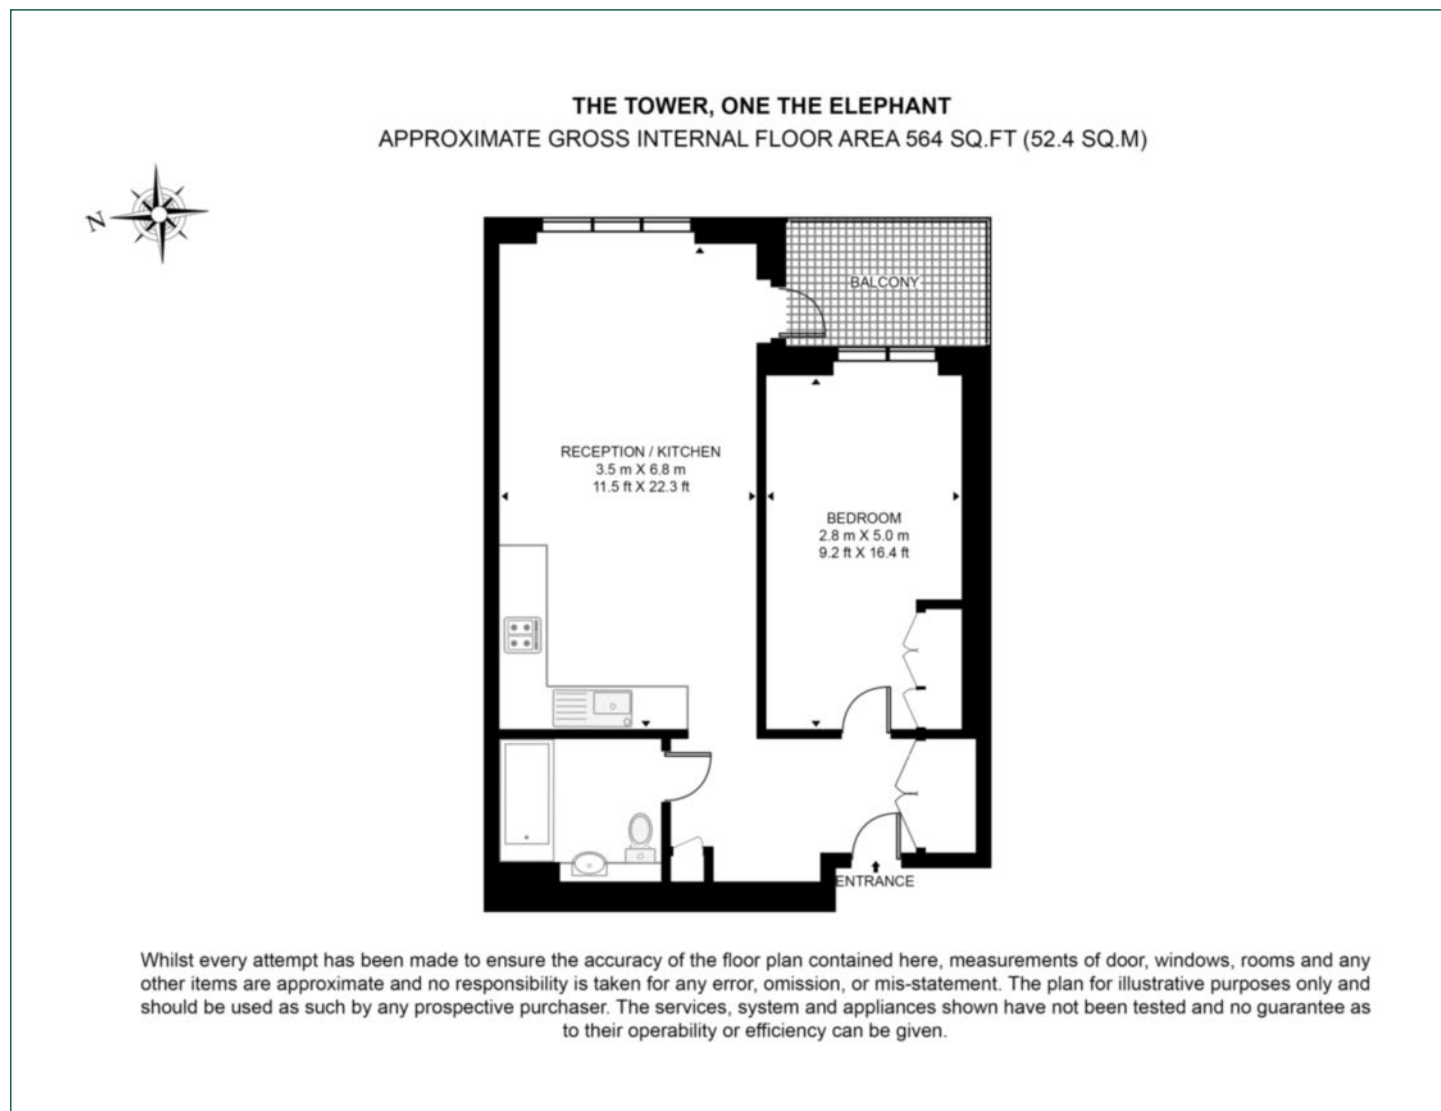 THE TOWER, ONE THE ELEPHANT
APPROXIMATE GROSS INTERNAL FLOOR AREA 564 SQ.FT (52.4 SQ.M)
N
BALCONY
RECEPTION / KITCHEN
3.5 m X 6.8 m
11.5 ft X 22.3 ft
BEDROOM
2.8 m X 5.0 m
9.2 ft X 16.4 ft
ENTRANCE
Whilst every attempt has been made to ensure the accuracy of the floor plan contained here, measurements of door, windows, rooms and any
other items are approximate and no responsibility is taken for any error, omission, or mis-statement. The plan for illustrative purposes only and
should be used as such by any prospective purchaser. The services, system and appliances shown have not been tested and no guarantee as
to their operability or efficiency can be given.